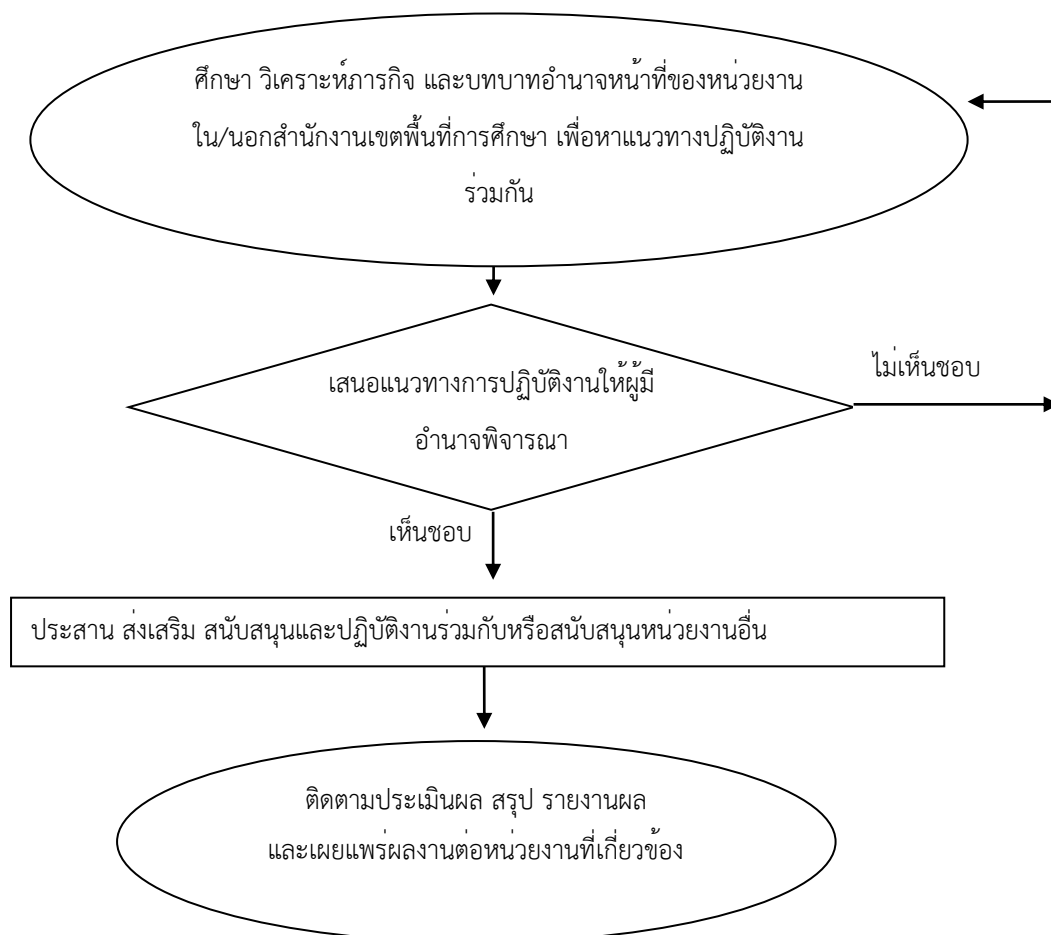 ศึกษา วิเคราะห์ภารกิจ และบทบาทอำนาจหน้าที่ของหน่วยงาน
ใน/นอกสำนักงานเขตพื้นที่การศึกษา เพื่อหาแนวทางปฏิบัติงาน
ร่วมกัน
เสนอแนวทางการปฏิบัติงานให้ผู้มี
อำนาจพิจารณา
ไม่เห็นชอบ
เห็นชอบ
ประสาน ส่งเสริม สนับสนุนและปฏิบัติงานร่วมกับหรือสนับสนุนหน่วยงานอื่น
ติดตามประเมินผล สรุป รายงานผล
และเผยแพร่ผลงานต่อหน่วยงานที่เกี่ยวข้อง